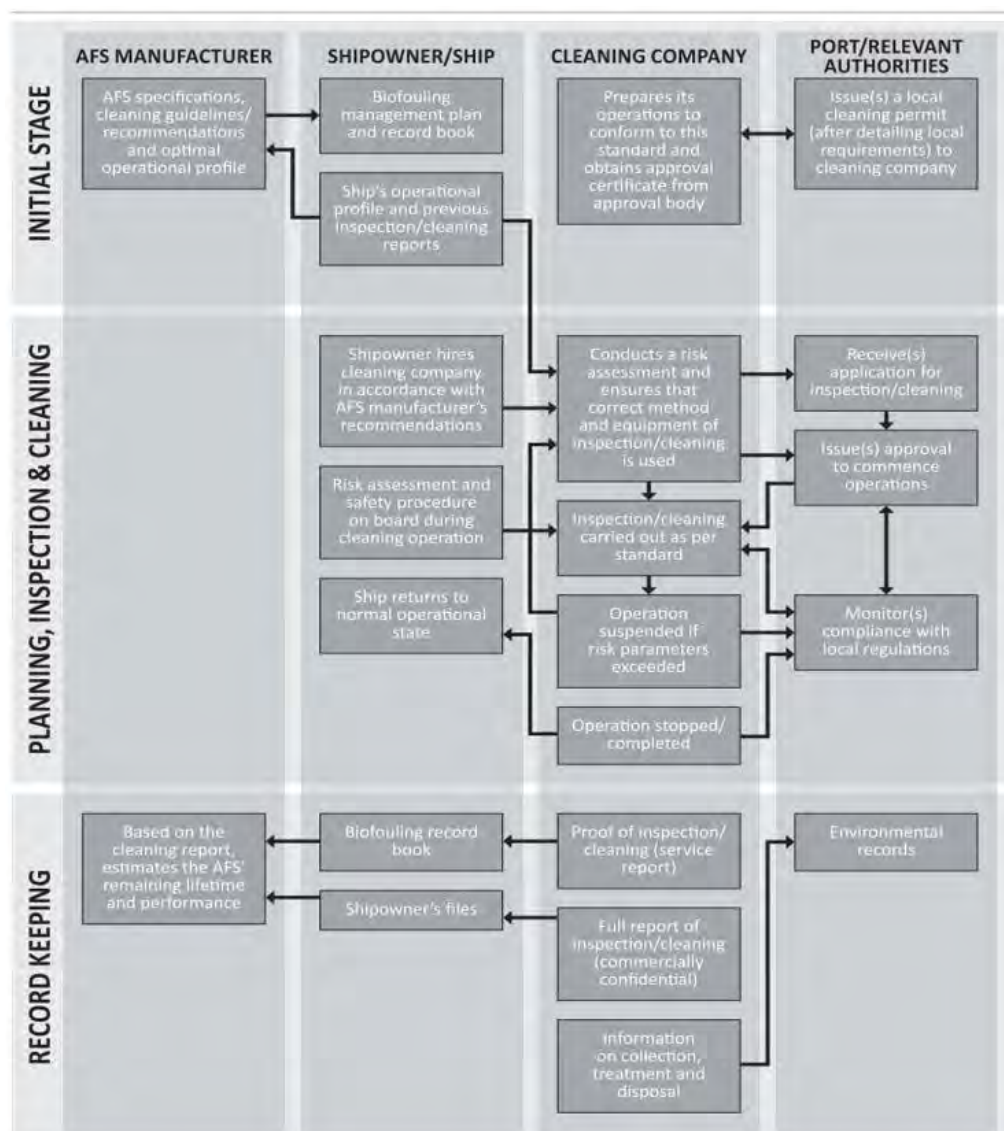 AFS MANUFACTURER
SHIPOWNER/SHIP
CLEANING COMPANY
PORT/RELEVANT
AUTHORITIES
INITIAL STAGE
AFS specifications,
cleaning guidelines/
recommendations
and optimal
operational profile
Biofouling
management plan
and record book
Ship's operational
profile and previous
inspection/cleaning
reports
Prepares its
operations to
conform to this
standard and
obtains approval
certificate from
approval body
Issue(s) a local
cleaning permit
(after detailing local
requirements) to
cleaning company
PLANNING, INSPECTION & CLEANING
Shipowner hires
cleaning company
in accordance with
AFS manufacturer's
recommendations
Risk assessment and
safety procedure
on board during
cleaning operation
Ship returns to
normal operational
state
Conducts a risk
assessment and
ensures that
correct method
and equipment of
inspection/cleaning
is used
Inspection/cleaning
carried out as per
standard
Operation
suspended if
risk parameters
exceeded
Operation stopped/
completed
Receive(s)
application for
inspection/cleaning
Issue(s) approval
to commence
operations
Monitor(s)
compliance with
local regulations
RECORD KEEPING
Based on the
cleaning report,
estimates the AFS'
remaining lifetime
and performance
Biofouling record
book
Shipowner's files
Proof of inspection/
cleaning (service
report)
Full report of
inspection/cleaning
(commercially
confidential)
Information
on collection,
treatment and
disposal
Environmental
records